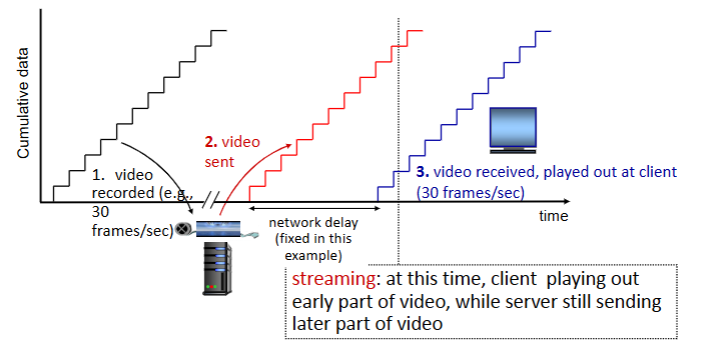 Cumulative data
1. video
recorded (e.g.,
30
frames/sec)
2. video
sent
3. video received, played out at client
(30 frames/sec)
time
network delay
(fixed in this
example)
streaming: at this time, client playing out
early part of video, while server still sending
later part of video